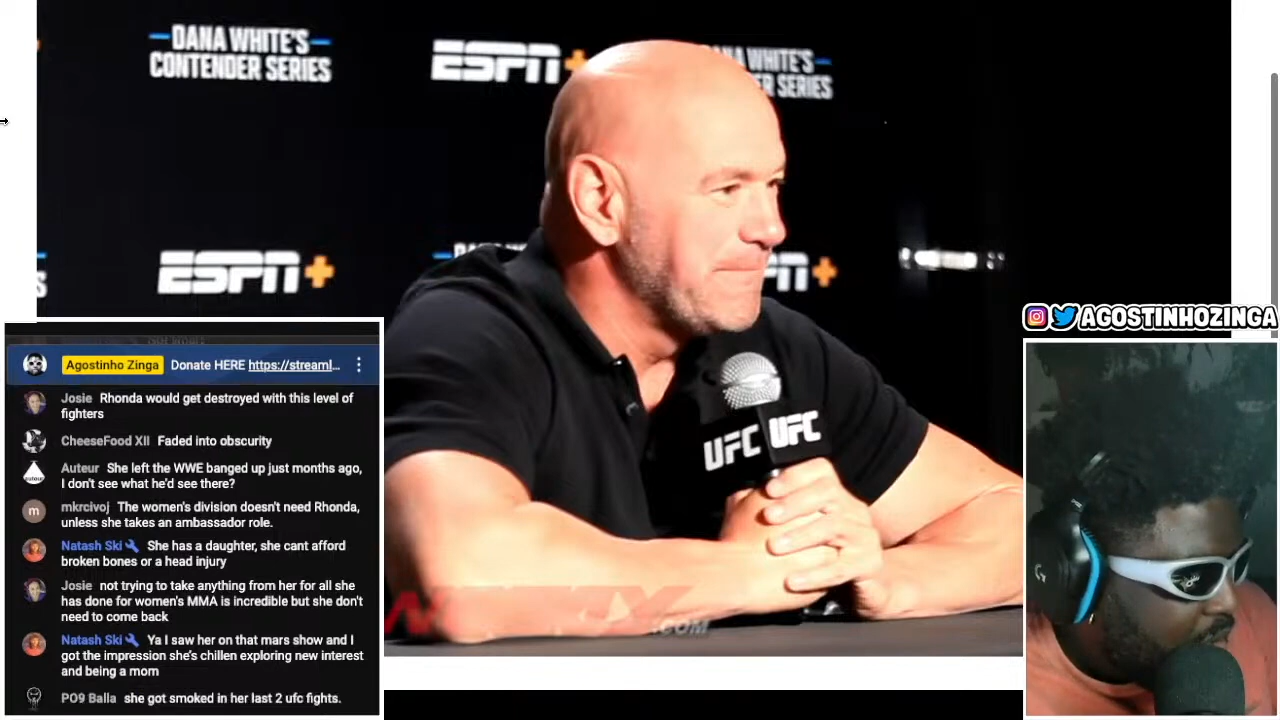 DANA WHITE'S
CONTENDER SERIES
ESPN+
WHITE'S
ER SERIES
ESPN+
UFC UFC
.COM
AGOSTINHOZINGA
Agostinho Zinga Donate HERE https://streaml...
Josie Rhonda would get destroyed with this level of
fighters
CheeseFood XII Faded into obscurity
Auteur She left the WWE banged up just months ago,
I don't see what he'd see there?
m mkrcivoj The women's division doesn't need Rhonda,
unless she takes an ambassador role.
Natash Ski She has a daughter, she cant afford
broken bones or a head injury
Josie not trying to take anything from her for all she
has done for women's MMA is incredible but she don't
need to come back
Natash Ski Ya I saw her on that mars show and I
got the impression she's chillen exploring new interest
and being a mom
PO9 Balla she got smoked in her last 2 ufc fights.